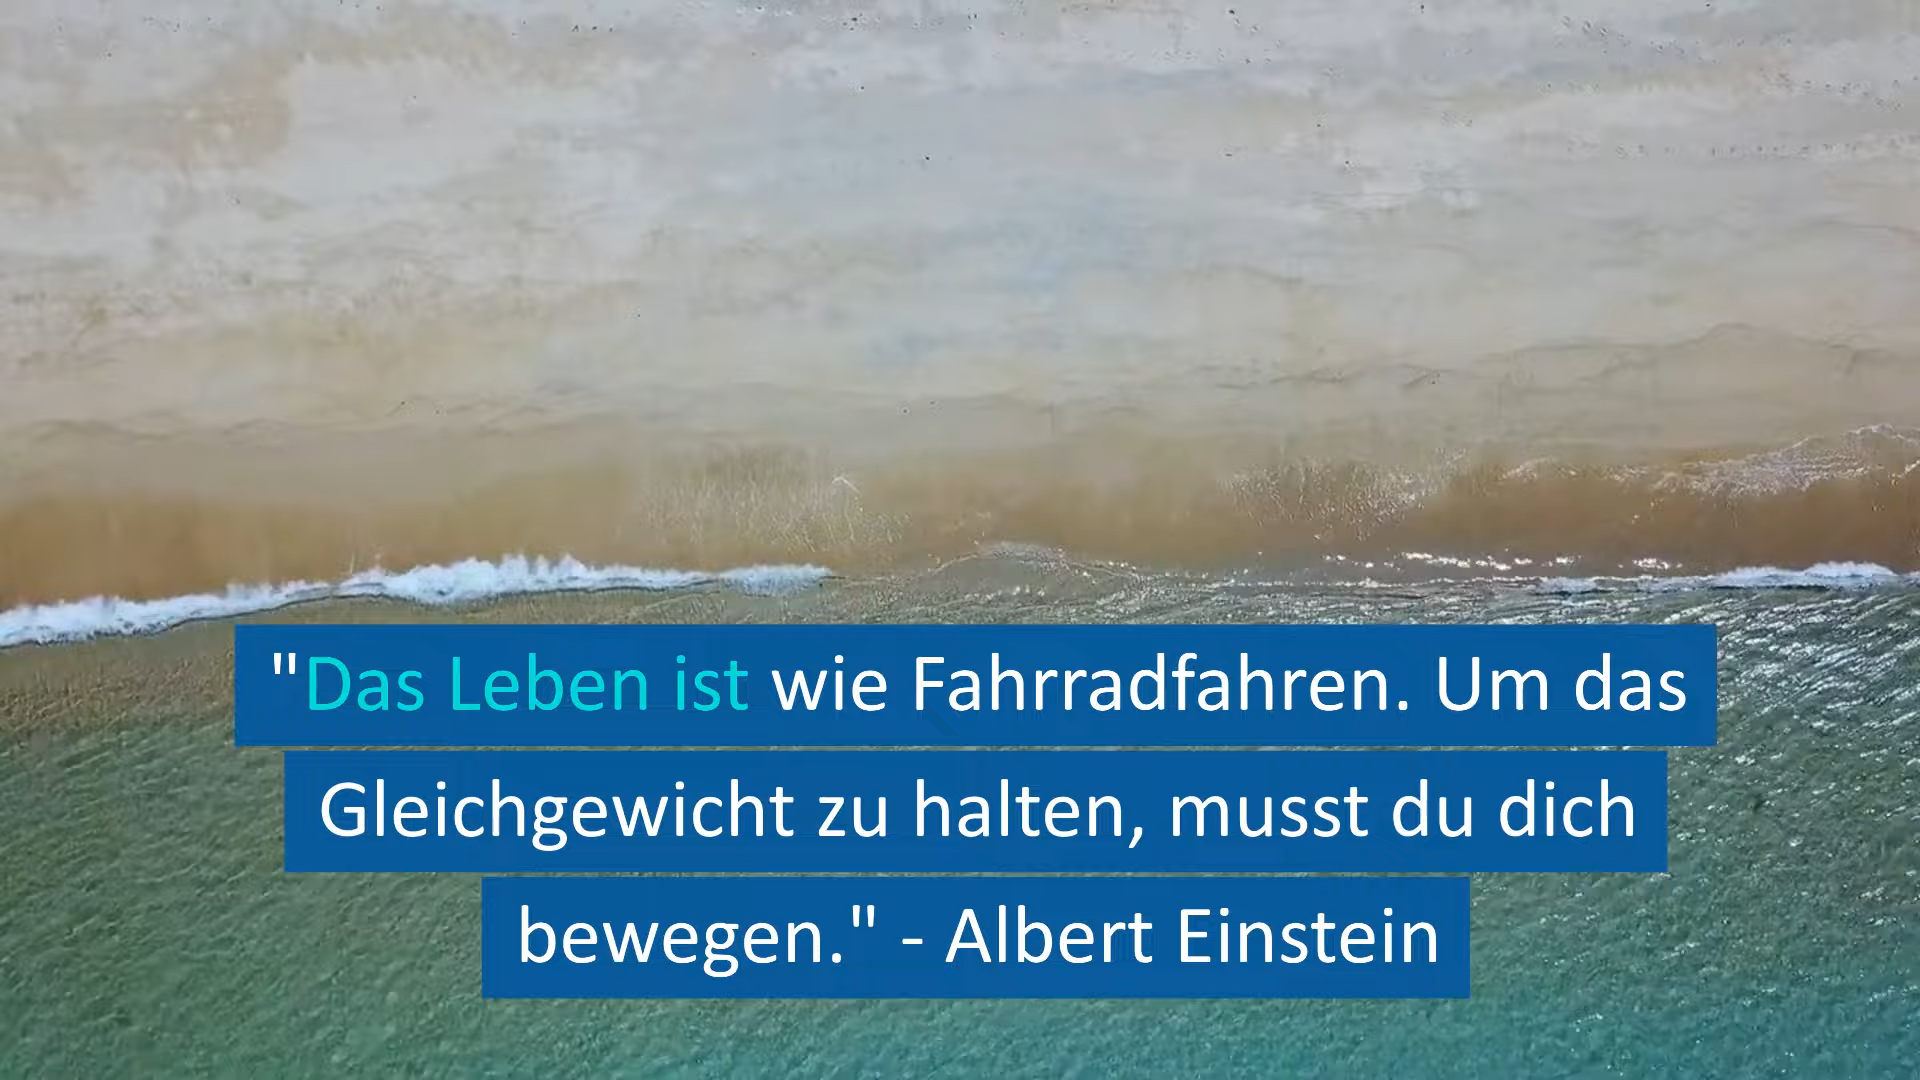 "Das Leben ist wie Fahrradfahren. Um das
Gleichgewicht zu halten, musst du dich
bewegen." - Albert Einstein